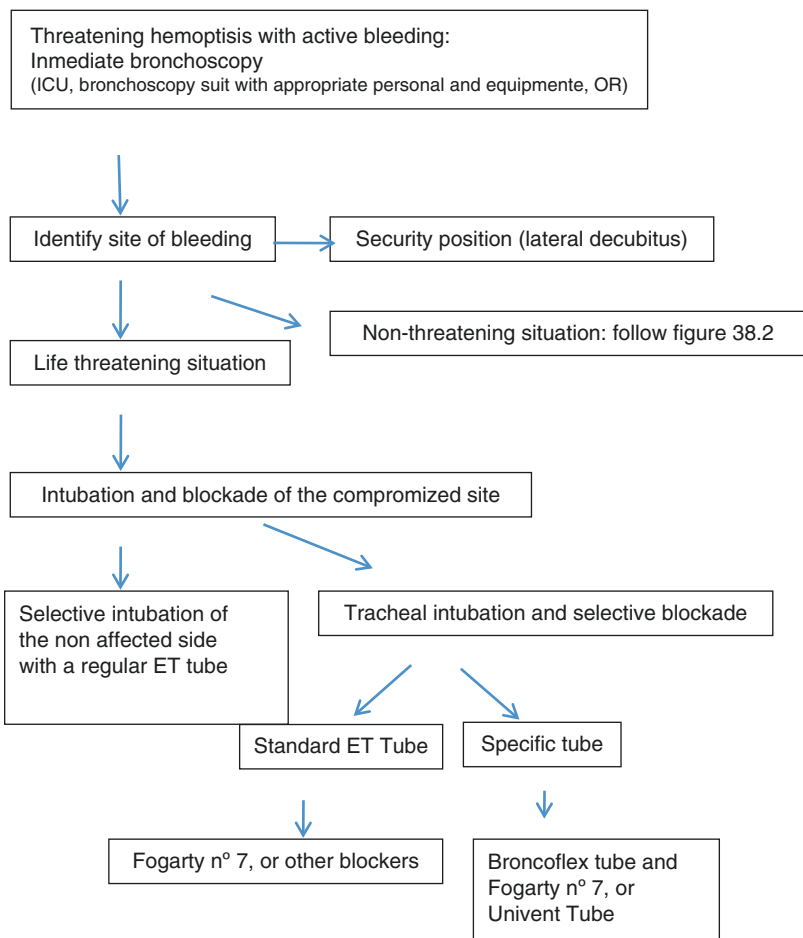 Threatening hemoptisis with active bleeding:
Inmediate bronchoscopy
(ICU, bronchoscopy suit with appropriate personal and equipmente, OR)
Identify site of bleeding
Security position (lateral decubitus)
Non-threatening situation: follow figure 38.2
Life threatening situation
Intubation and blockade of the compromized site
Selective intubation of
the non affected side
with a regular ET tube
Tracheal intubation and selective blockade
Standard ET Tube
Specific tube
Fogarty nº 7, or other blockers
Broncoflex tube and
Fogarty nº 7, or
Univent Tube